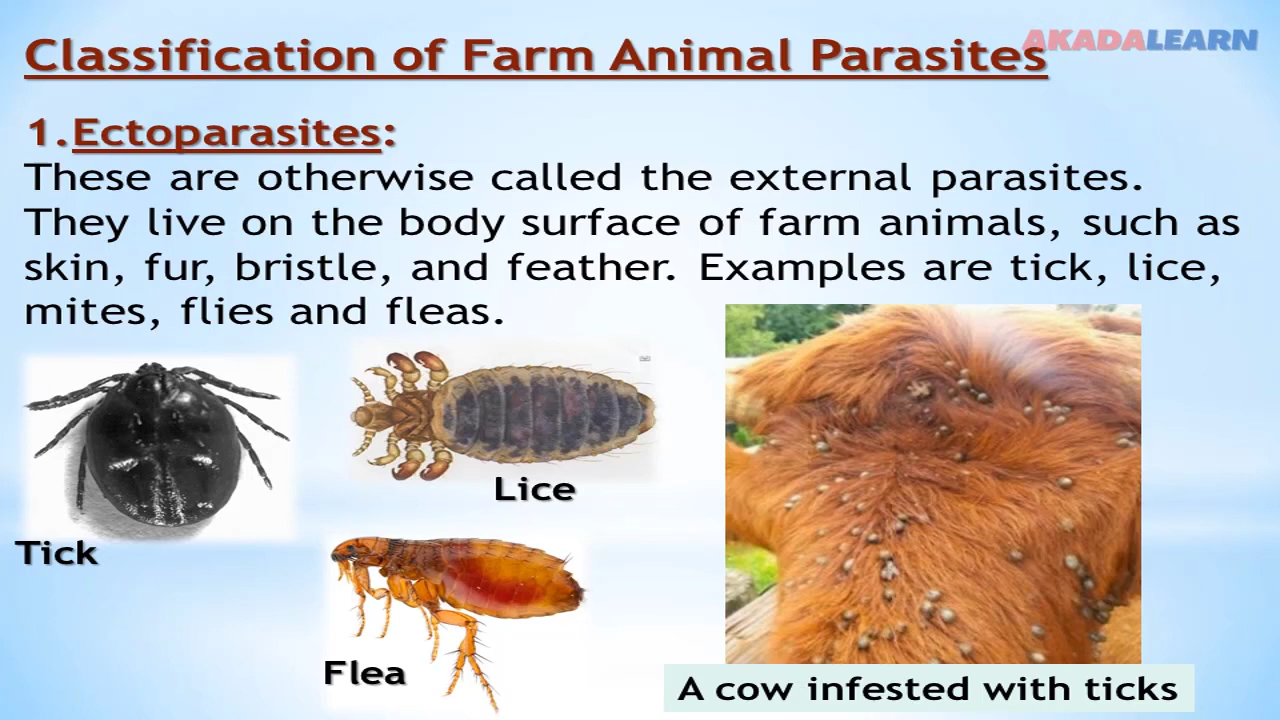 Classification of Farm Animal Parasites
AKADALEARN
1.Ectoparasites:
These are otherwise called the external parasites.
They live on the body surface of farm animals, such as
skin, fur, bristle, and feather. Examples are tick, lice,
mites, flies and fleas.
Lice
Tick
Flea
A cow infested with ticks